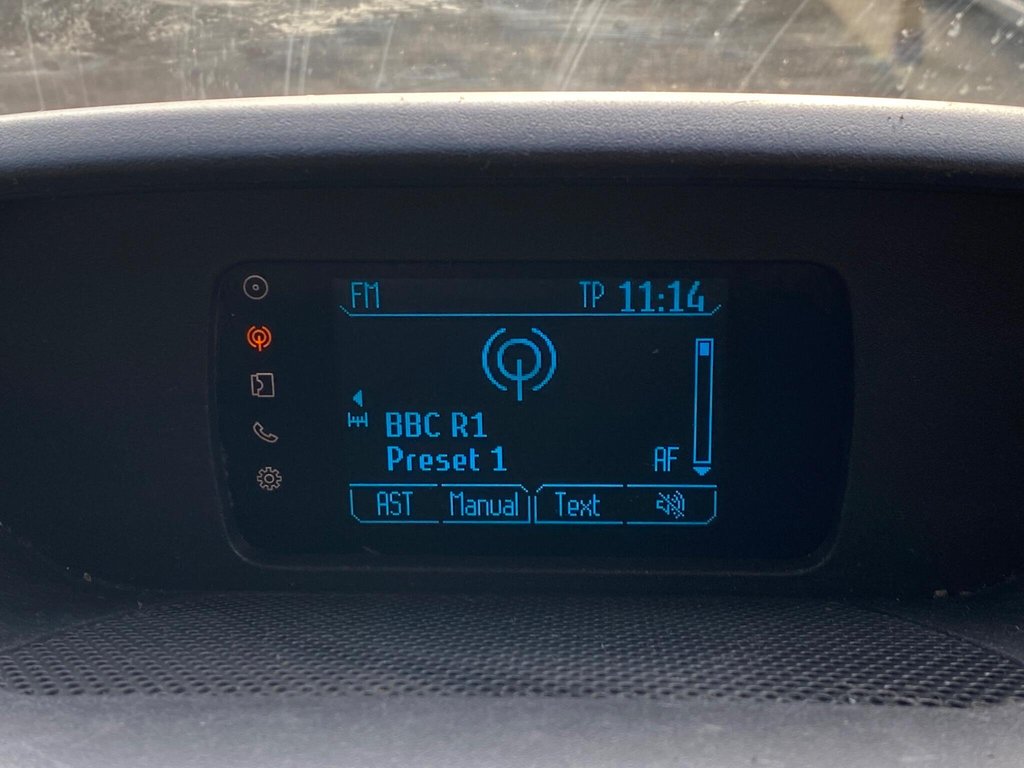 FM TP 11:14
BBC R1
Preset 1 AF
AST Manual Text